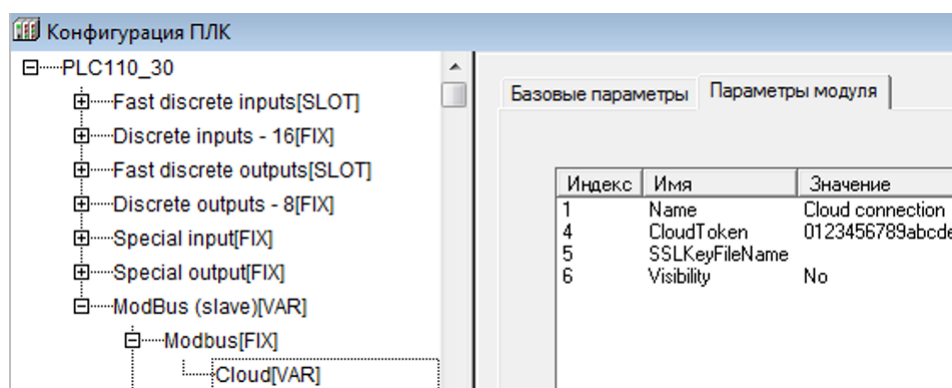 Конфигурация ПЛК
PLC110_30
Fast discrete inputs[SLOT]
Discrete inputs - 16[FIX]
Fast discrete outputs[SLOT]
Discrete outputs - 8[FIX]
Special input[FIX]
Special output[FIX]
ModBus (slave)[VAR]
Modbus[FIX]
Cloud[VAR]
Базовые параметры Параметры модуля
Индекс Имя Значение
1 Name Cloud connection
4 CloudToken 0123456789abcde
5 SSLKeyFileName
6 Visibility No